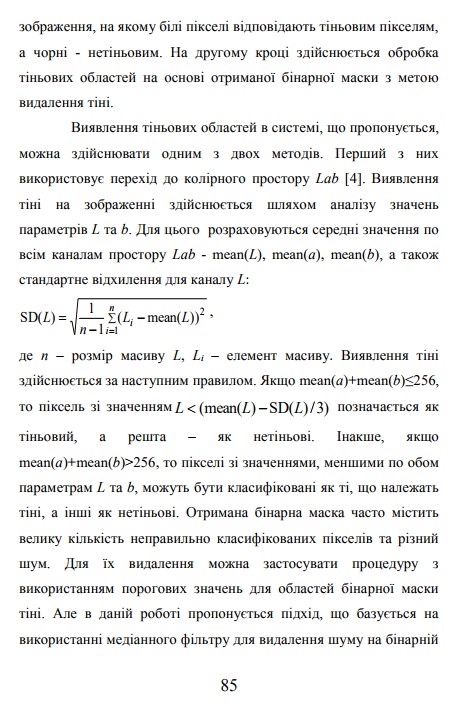 зображення, на якому білі пікселі відповідають тіньовим пікселям,
а чорні - нетіньовим. На другому кроці здійснюється обробка
тіньових областей на основі отриманої бінарної маски з метою
видалення тіні.
Виявлення тіньових областей в системі, що пропонується,
можна здійснювати одним з двох методів. Перший з них
використовує перехід до колірного простору Lab [4]. Виявлення
тіні на зображенні здійснюється шляхом аналізу значень
параметрів L та b. Для цього розраховуються середні значення по
всім каналам простору Lab - mean(L), mean(a), mean(b), а також
стандартне відхилення для каналу L:
SD(L) = √(1/(n−1) Σ_{i=1}^{n} (L_i − mean(L))²) ,
де n – розмір масиву L, L_i – елемент масиву. Виявлення тіні
здійснюється за наступним правилом. Якщо mean(a)+mean(b)≤256,
то піксель зі значенням L < (mean(L) − SD(L)/3) позначається як
тіньовий, а решта – як нетіньові. Інакше, якщо
mean(a)+mean(b)>256, то пікселі зі значеннями, меншими по обом
параметрам L та b, можуть бути класифіковані як ті, що належать
тіні, а інші як нетіньові. Отримана бінарна маска часто містить
велику кількість неправильно класифікованих пікселів та різний
шум. Для їх видалення можна застосувати процедуру з
використанням порогових значень для областей бінарної маски
тіні. Але в даній роботі пропонується підхід, що базується на
використанні медіанного фільтру для видалення шуму на бінарній
85